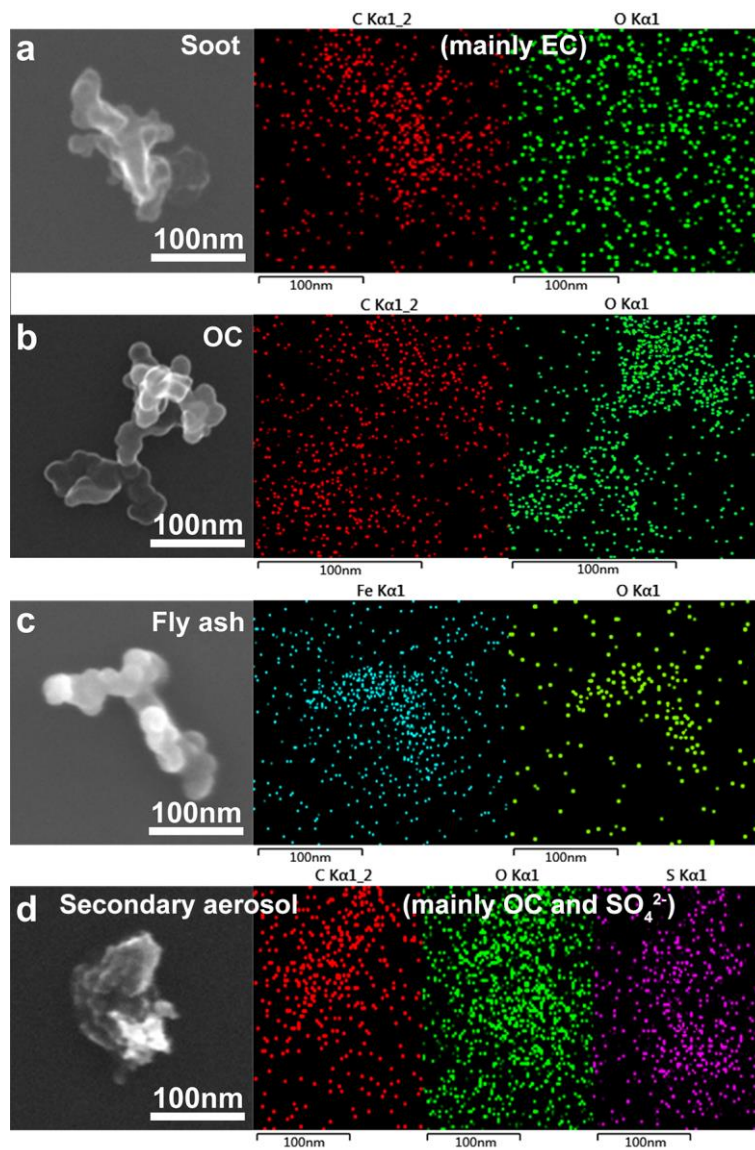 a Soot (mainly EC) C Kα1_2 O Kα1
100nm 100nm 100nm
b OC C Kα1_2 O Kα1
100nm 100nm 100nm
c Fly ash Fe Kα1 O Kα1
100nm 100nm 100nm
d Secondary aerosol (mainly OC and SO₄²⁻) C Kα1_2 O Kα1 S Kα1
100nm 100nm 100nm 100nm